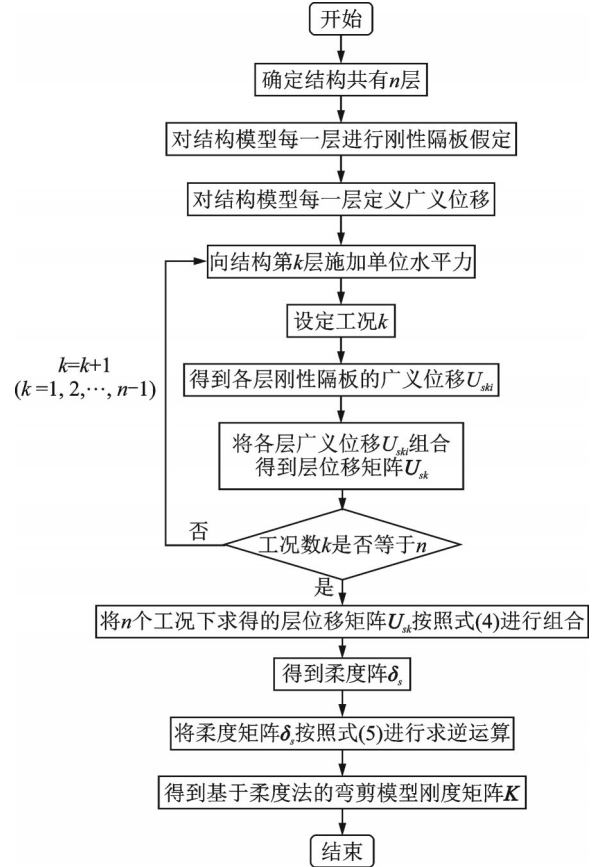 开始
确定结构共有n层
对结构模型每一层进行刚性隔板假定
对结构模型每一层定义广义位移
向结构第k层施加单位水平力
设定工况k
k=k+1
(k =1, 2,···, n−1)
得到各层刚性隔板的广义位移Uski
将各层广义位移Uski组合
得到层位移矩阵Usk
否
工况数k是否等于n
是
将n个工况下求得的层位移矩阵Usk按照式(4)进行组合
得到柔度阵δs
将柔度矩阵δs按照式(5)进行求逆运算
得到基于柔度法的弯剪模型刚度矩阵K
结束